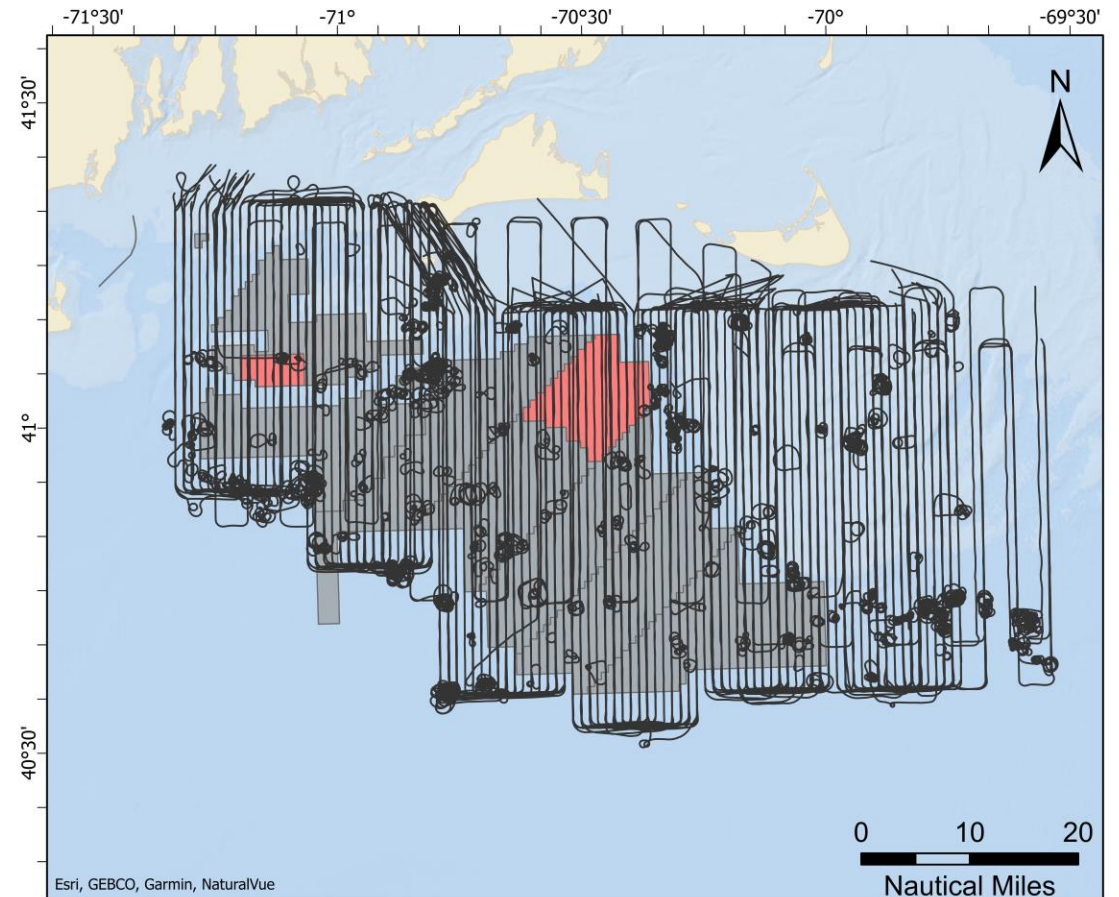 -71°30' -71° -70°30' -70° -69°30'
41°30'
N
41°
40°30'
0 10 20
Nautical Miles
Esri, GEBCO, Garmin, NaturalVue